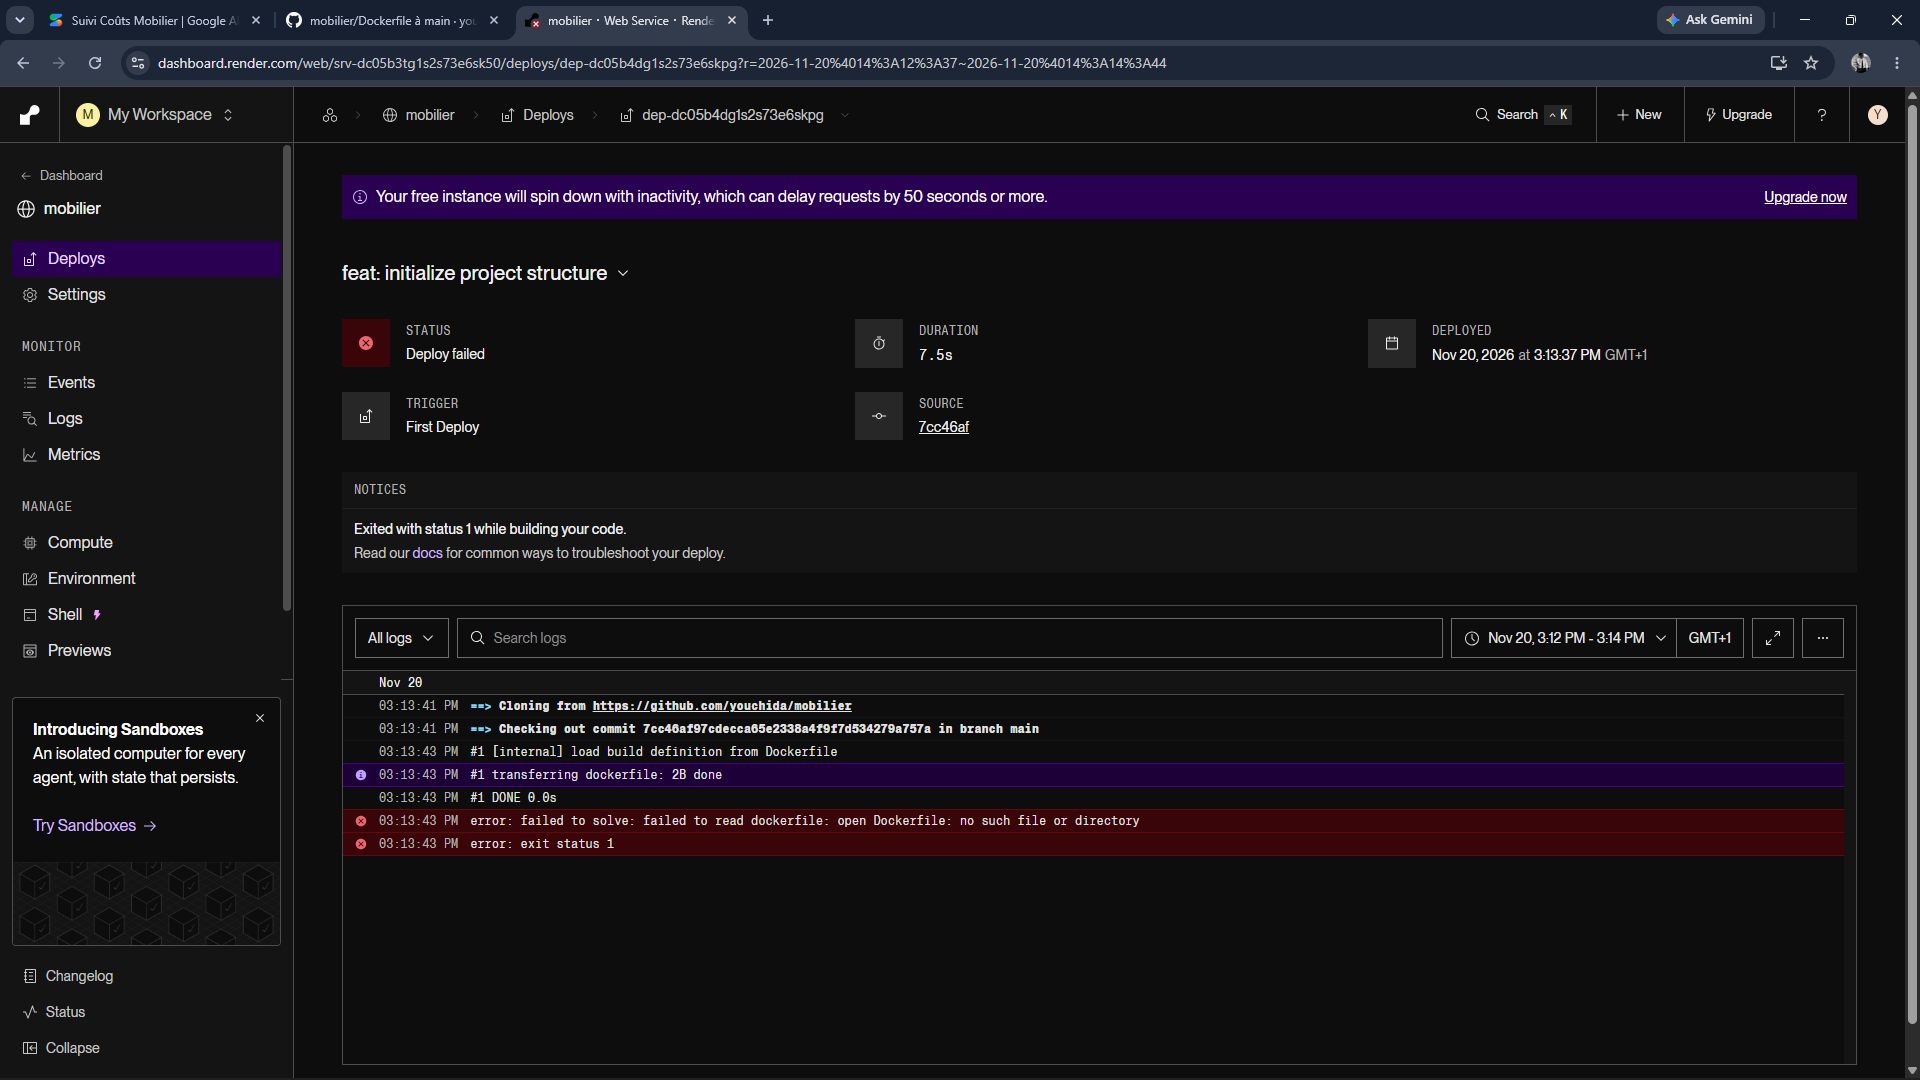 Suivi Coûts Mobilier | Google A
mobilier/Dockerfile à main · you
mobilier · Web Service · Rende
Ask Gemini
dashboard.render.com/web/srv-dc05b3tg1s2s73e6sk50/deploys/dep-dc05b4dg1s2s73e6skpg?r=2026-11-20%4014%3A12%3A37~2026-11-20%4014%3A14%3A44
M My Workspace
mobilier
Deploys
dep-dc05b4dg1s2s73e6skpg
Search ^ K
+ New
Upgrade
?
Y
← Dashboard
mobilier
Deploys
Settings
MONITOR
Events
Logs
Metrics
MANAGE
Compute
Environment
Shell
Previews
Introducing Sandboxes
An isolated computer for every
agent, with state that persists.
Try Sandboxes →
Changelog
Status
Collapse
Your free instance will spin down with inactivity, which can delay requests by 50 seconds or more.
Upgrade now
feat: initialize project structure
STATUS
Deploy failed
DURATION
7.5s
DEPLOYED
Nov 20, 2026 at 3:13:37 PM GMT+1
TRIGGER
First Deploy
SOURCE
7cc46af
NOTICES
Exited with status 1 while building your code.
Read our docs for common ways to troubleshoot your deploy.
All logs
Search logs
Nov 20, 3:12 PM - 3:14 PM
GMT+1
Nov 20
03:13:41 PM ==> Cloning from https://github.com/youchida/mobilier
03:13:41 PM ==> Checking out commit 7cc46af97cdecca65e2338a4f9f7d534279a757a in branch main
03:13:43 PM #1 [internal] load build definition from Dockerfile
03:13:43 PM #1 transferring dockerfile: 2B done
03:13:43 PM #1 DONE 0.0s
03:13:43 PM error: failed to solve: failed to read dockerfile: open Dockerfile: no such file or directory
03:13:43 PM error: exit status 1